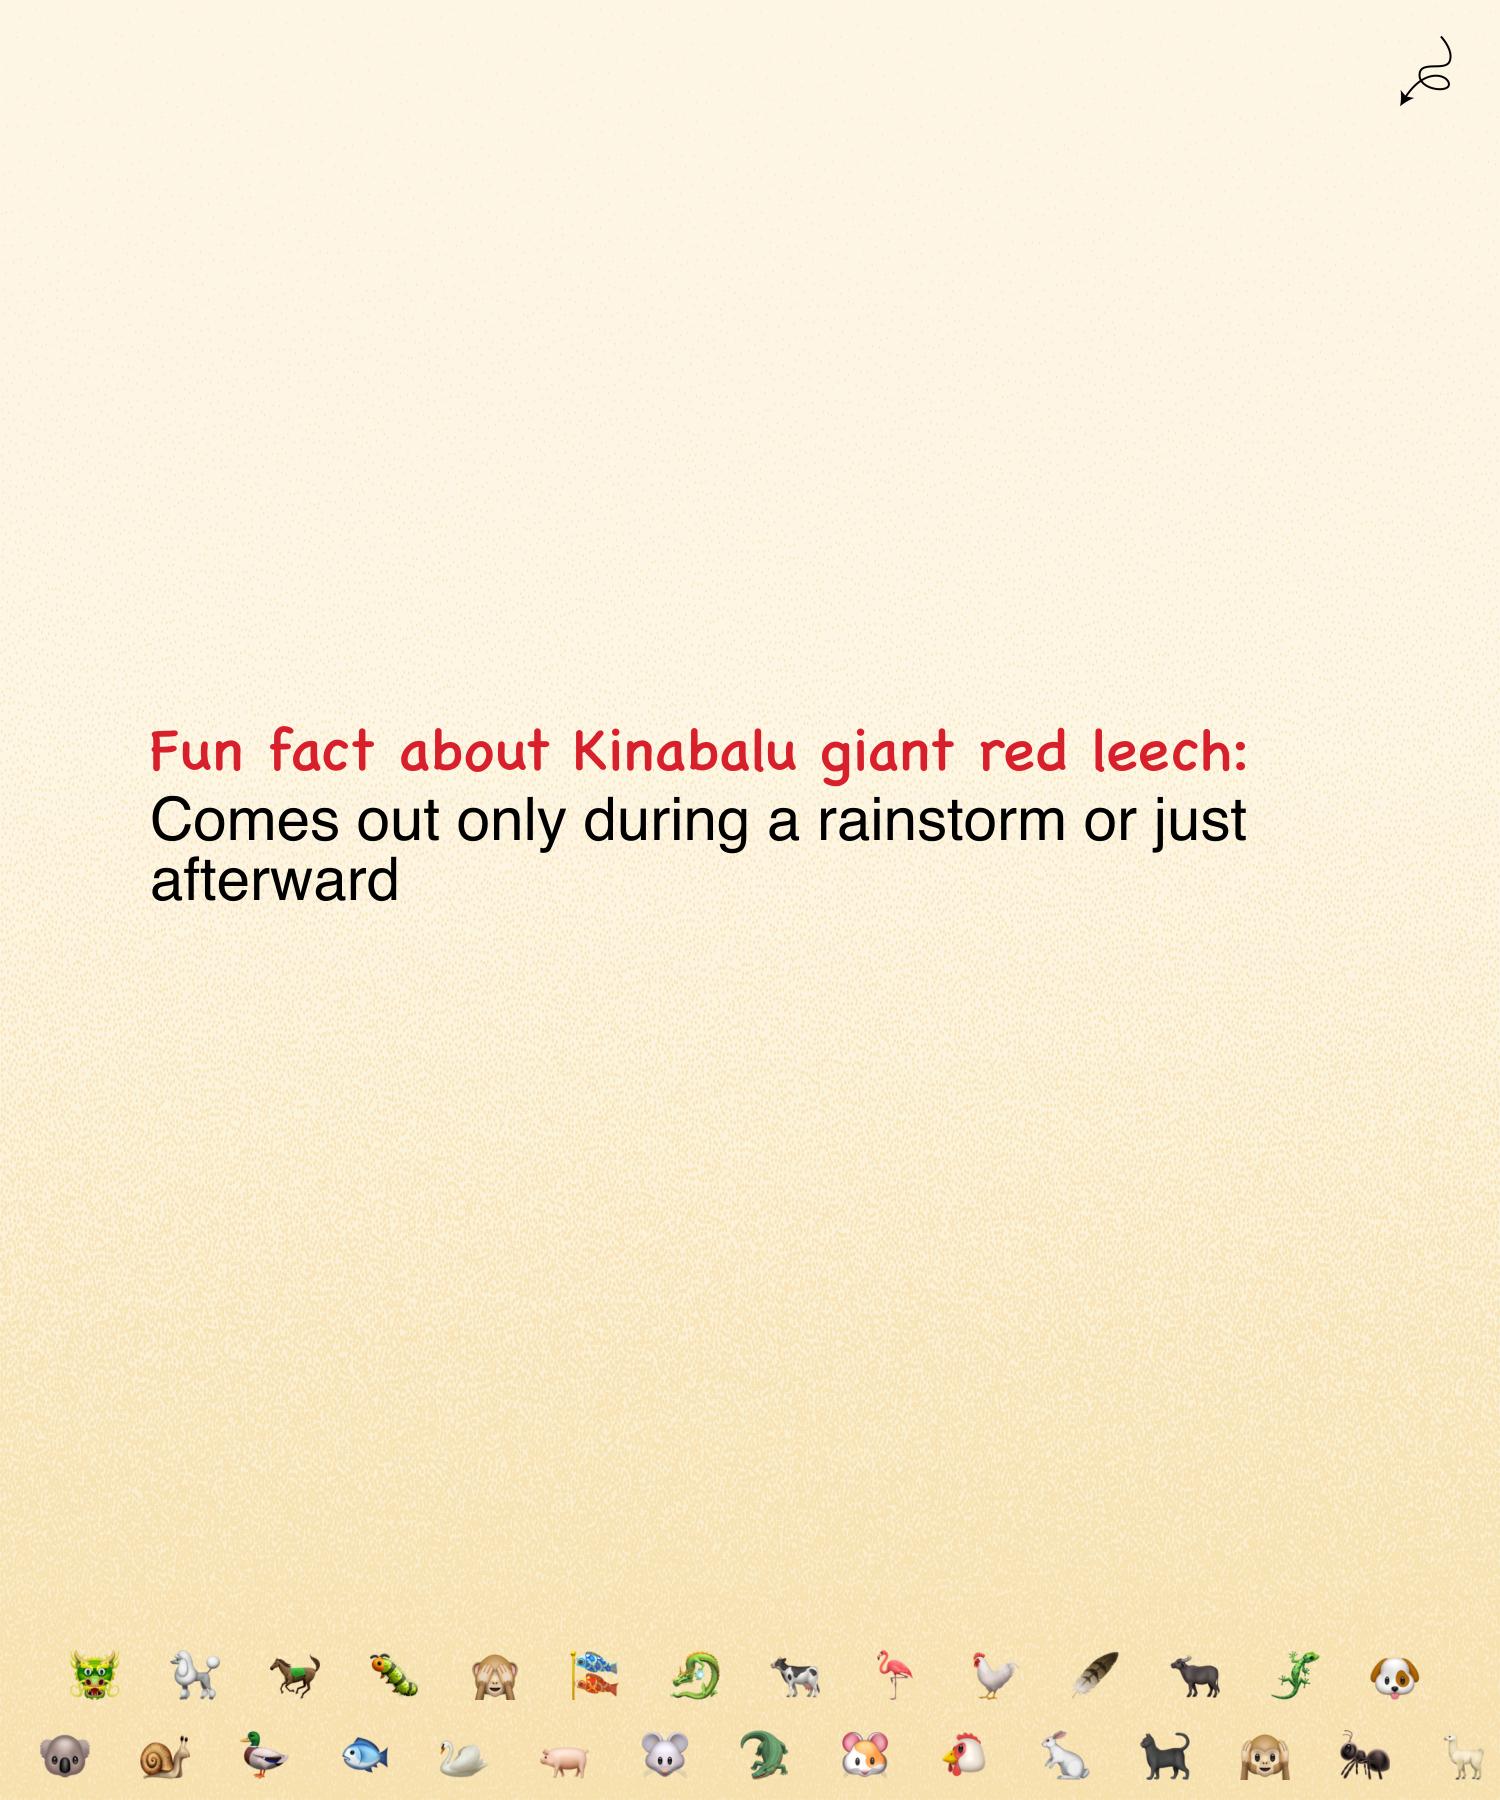 Fun fact about Kinabalu giant red leech:
Comes out only during a rainstorm or just
afterward